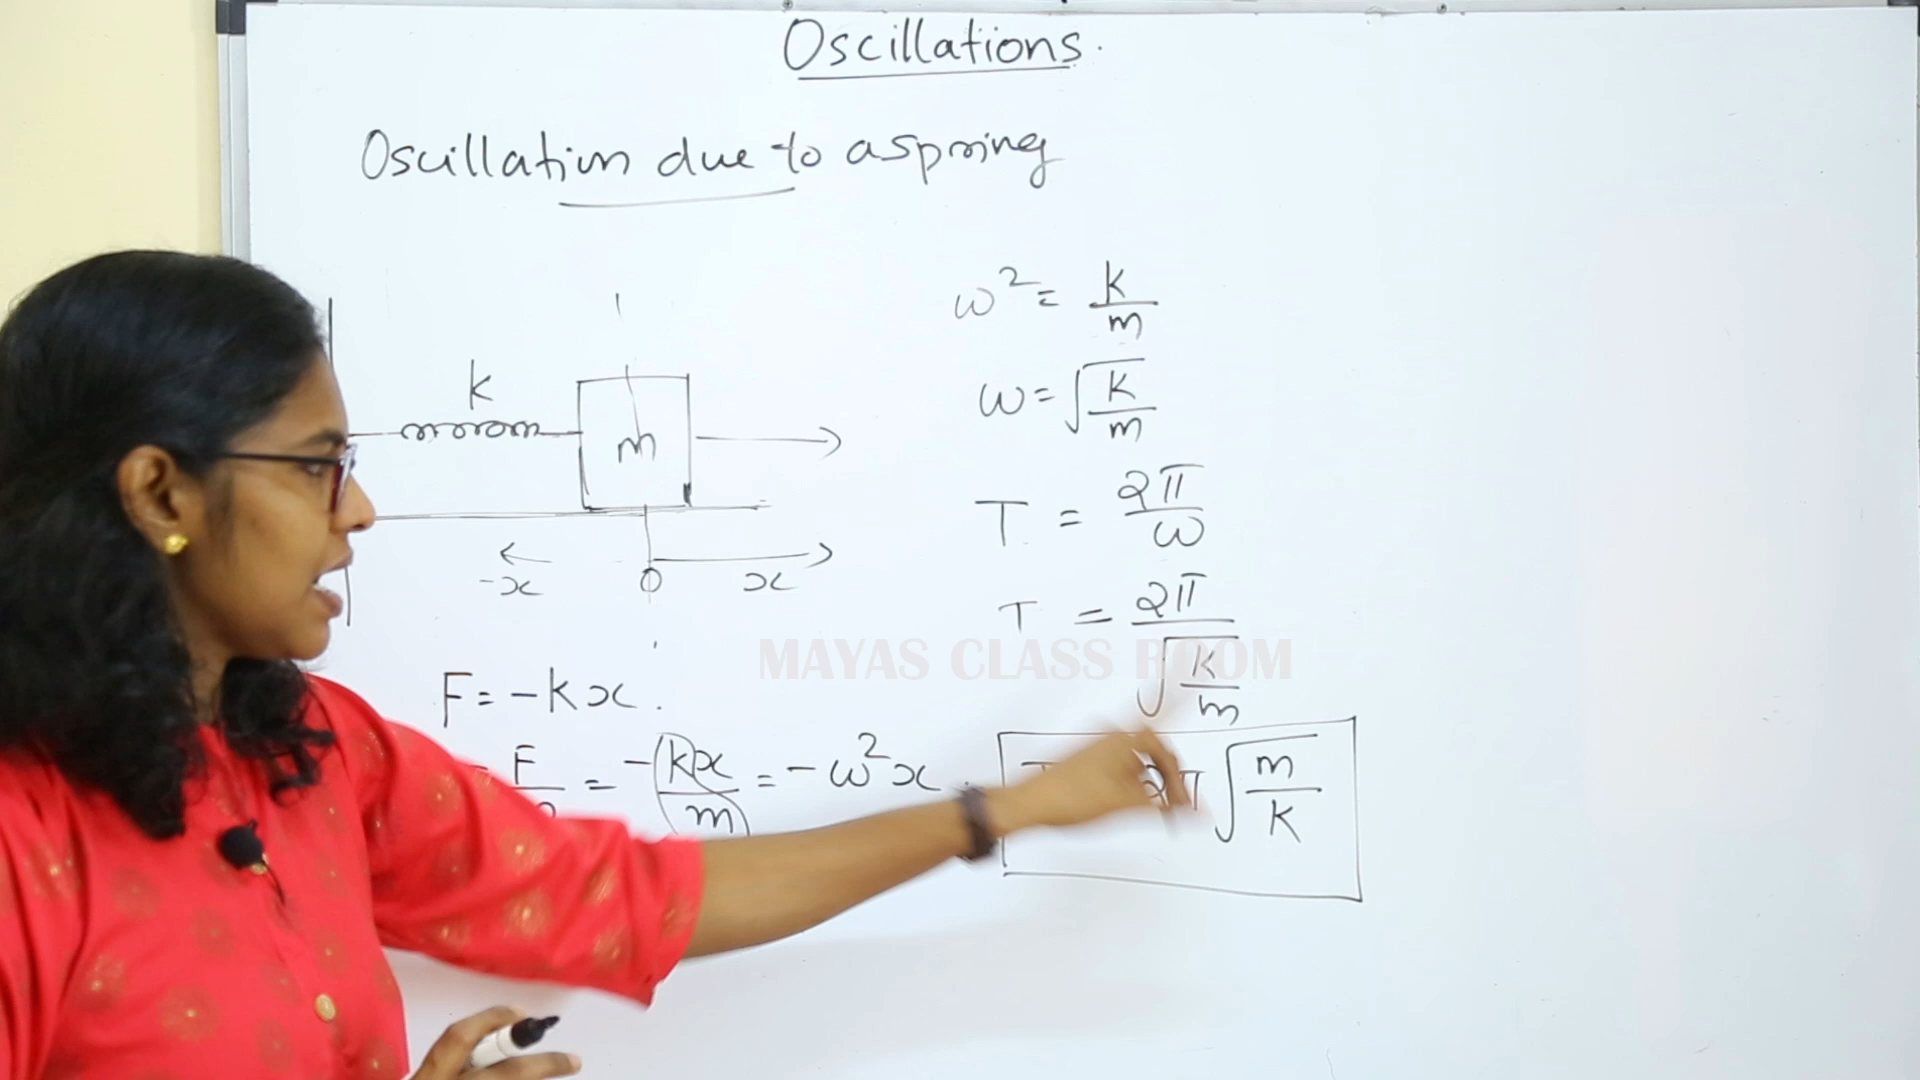 Oscillations.
Oscillation due to a spring
k
m
-x 0 x
F = -kx.
F = -kx/m = -ω²x.
ω² = k/m
ω = √(k/m)
T = 2π/ω
T = 2π/√(k/m)
2π √(m/k)
MAYAS CLASS ROOM